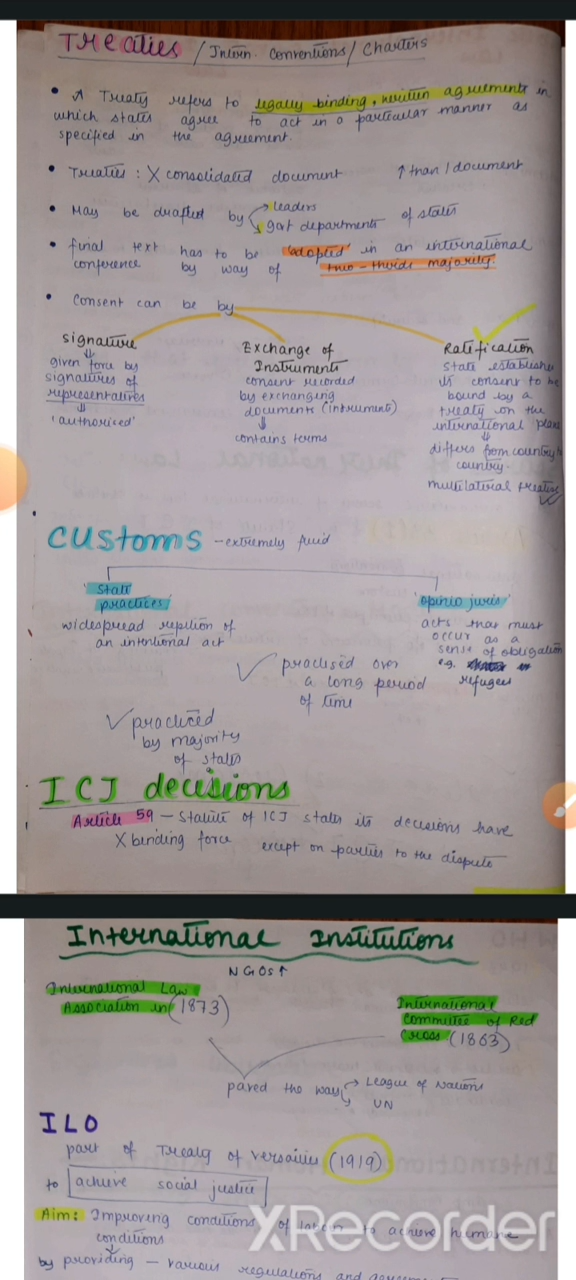 Treaties / Intern. Conventions / Charters
• A Treaty refers to legally binding, written agreements in
which states agree to act in a particular manner as
specified in the agreement.
• Treaties : X consolidated document ↑ than 1 document
• May be drafted by → leaders
→ govt departments of states
• final text has to be 'adopted' in an international
conference by way of two-thirds majority.
• Consent can be by
signature
given force by
signatures of
representatives
'authorised'
Exchange of
Instruments
consent recorded
by exchanging
documents (intruments)
contains terms
Ratification
State establishes
its consent to be
bound by a
treaty on the
international plane
differs from country to
country.
multilateral treaties
Customs - extremely fluid
'State
practices'
widespread repition of
an intentional act
✓ practised over
a long period
of time
✓ practiced
by majority
of states
'opinio juris'
acts that must
occur as a
sense of obligation
e.g.
refugees
ICJ decisions
Article 59 – Statute of ICJ states its decisions have
X binding force except on parties to the dispute
International Institutions
NGOs ↑
International Law
Association in (1873)
International
Committee of Red
Cross (1863)
paved the way → League of Nations
→ UN
ILO
part of Treaty of Versailles (1919)
to achieve social justice
Aim: Improving conditions of labor to achieve humane
conditions
by providing – various regulations and
XRecorder